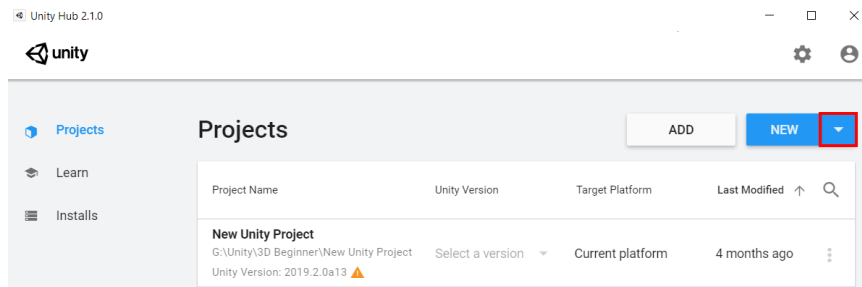 Unity Hub 2.1.0
unity
Projects
Learn
Installs
Projects
ADD
NEW
Project Name Unity Version Target Platform Last Modified
New Unity Project
G:\Unity\3D Beginner\New Unity Project Select a version Current platform 4 months ago
Unity Version: 2019.2.0a13